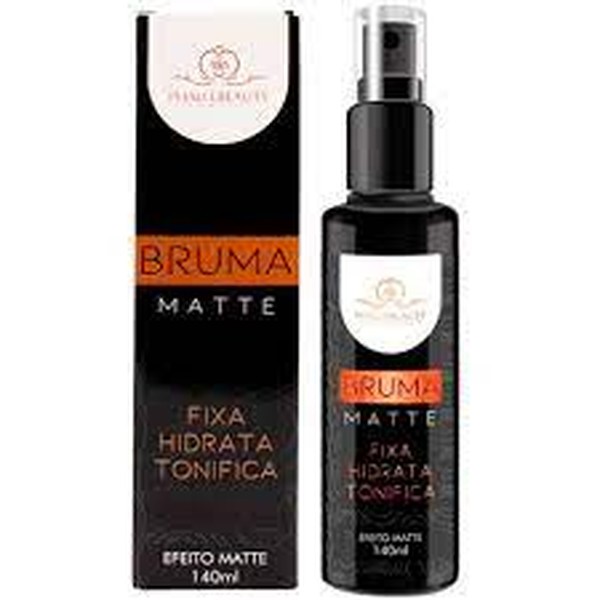 BRUMA
MATTE
FIXA
HIDRATA
TONIFICA
EFEITO MATTE
140ml
BRUMA
MATTE
FIXA
HIDRATA
TONIFICA
EFEITO MATTE
140ml